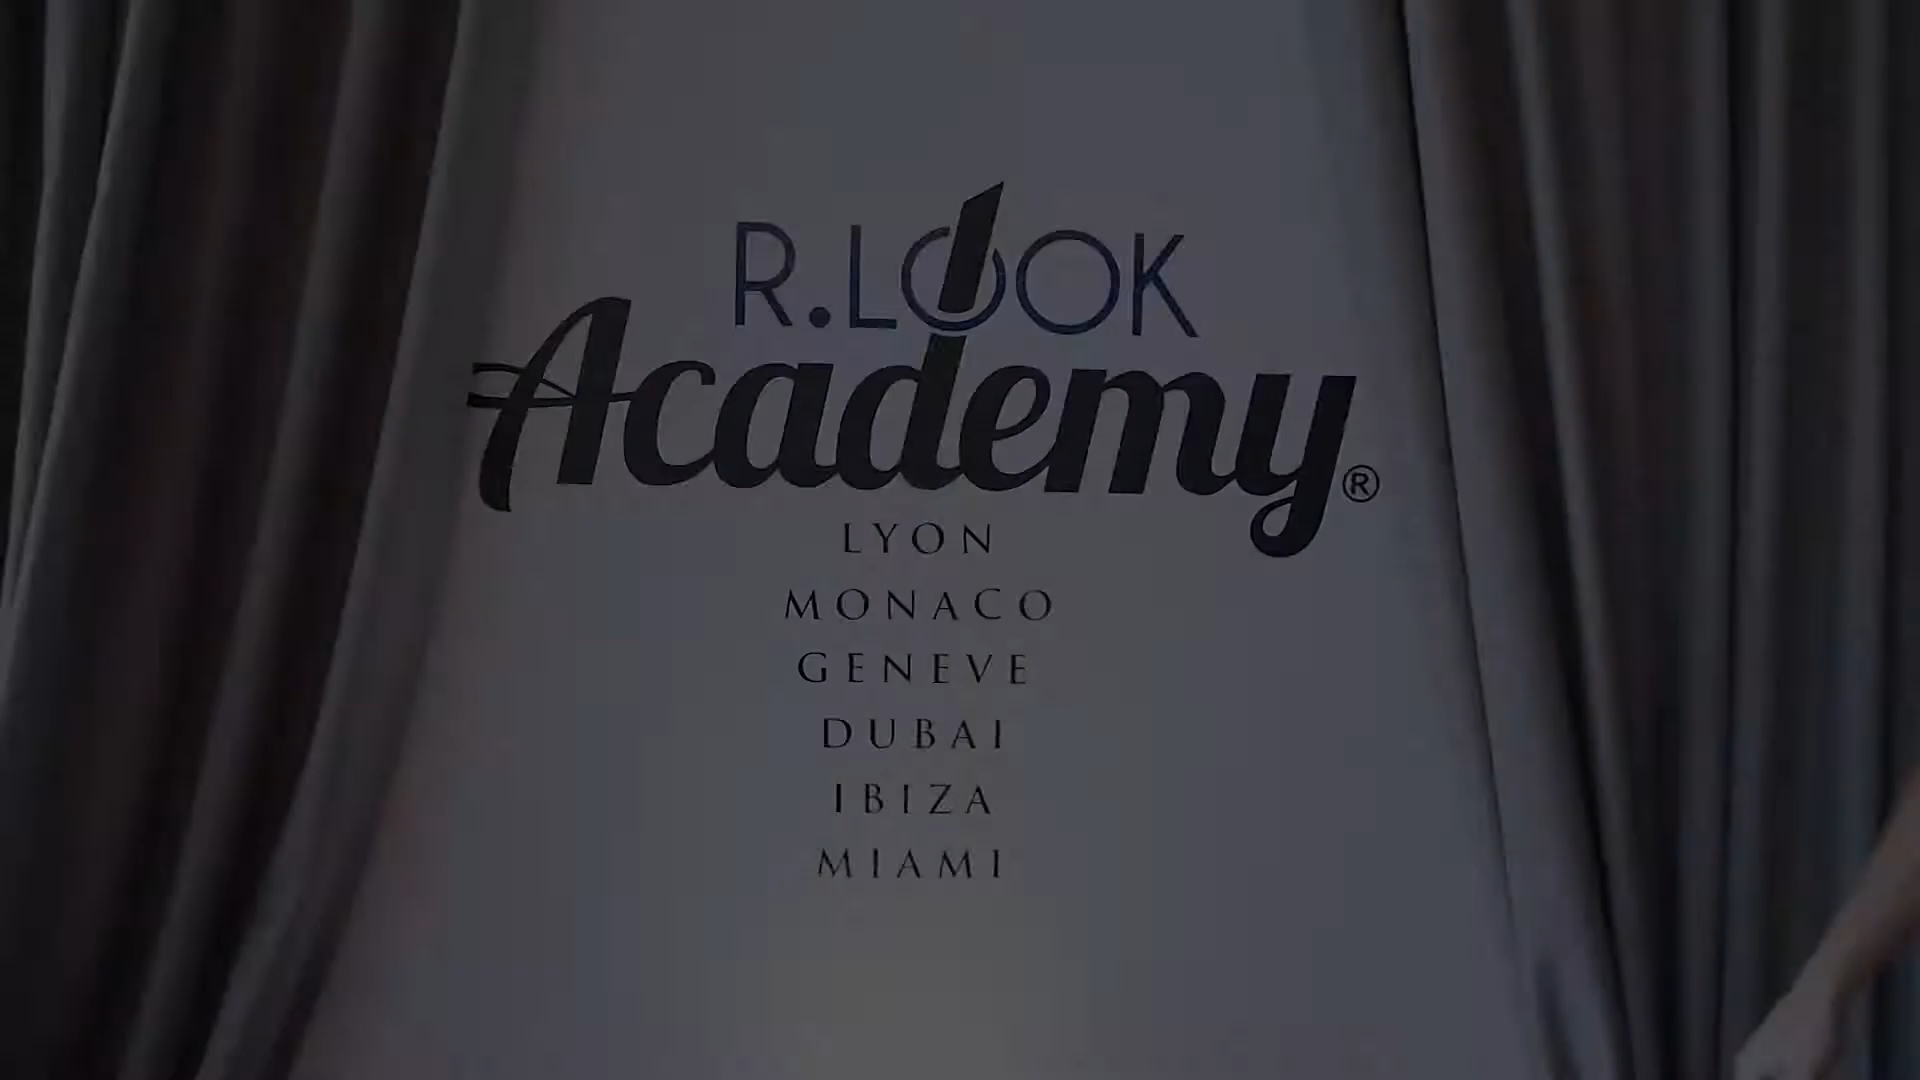 R.LOOK
Academy®
LYON
MONACO
GENEVE
DUBAI
IBIZA
MIAMI